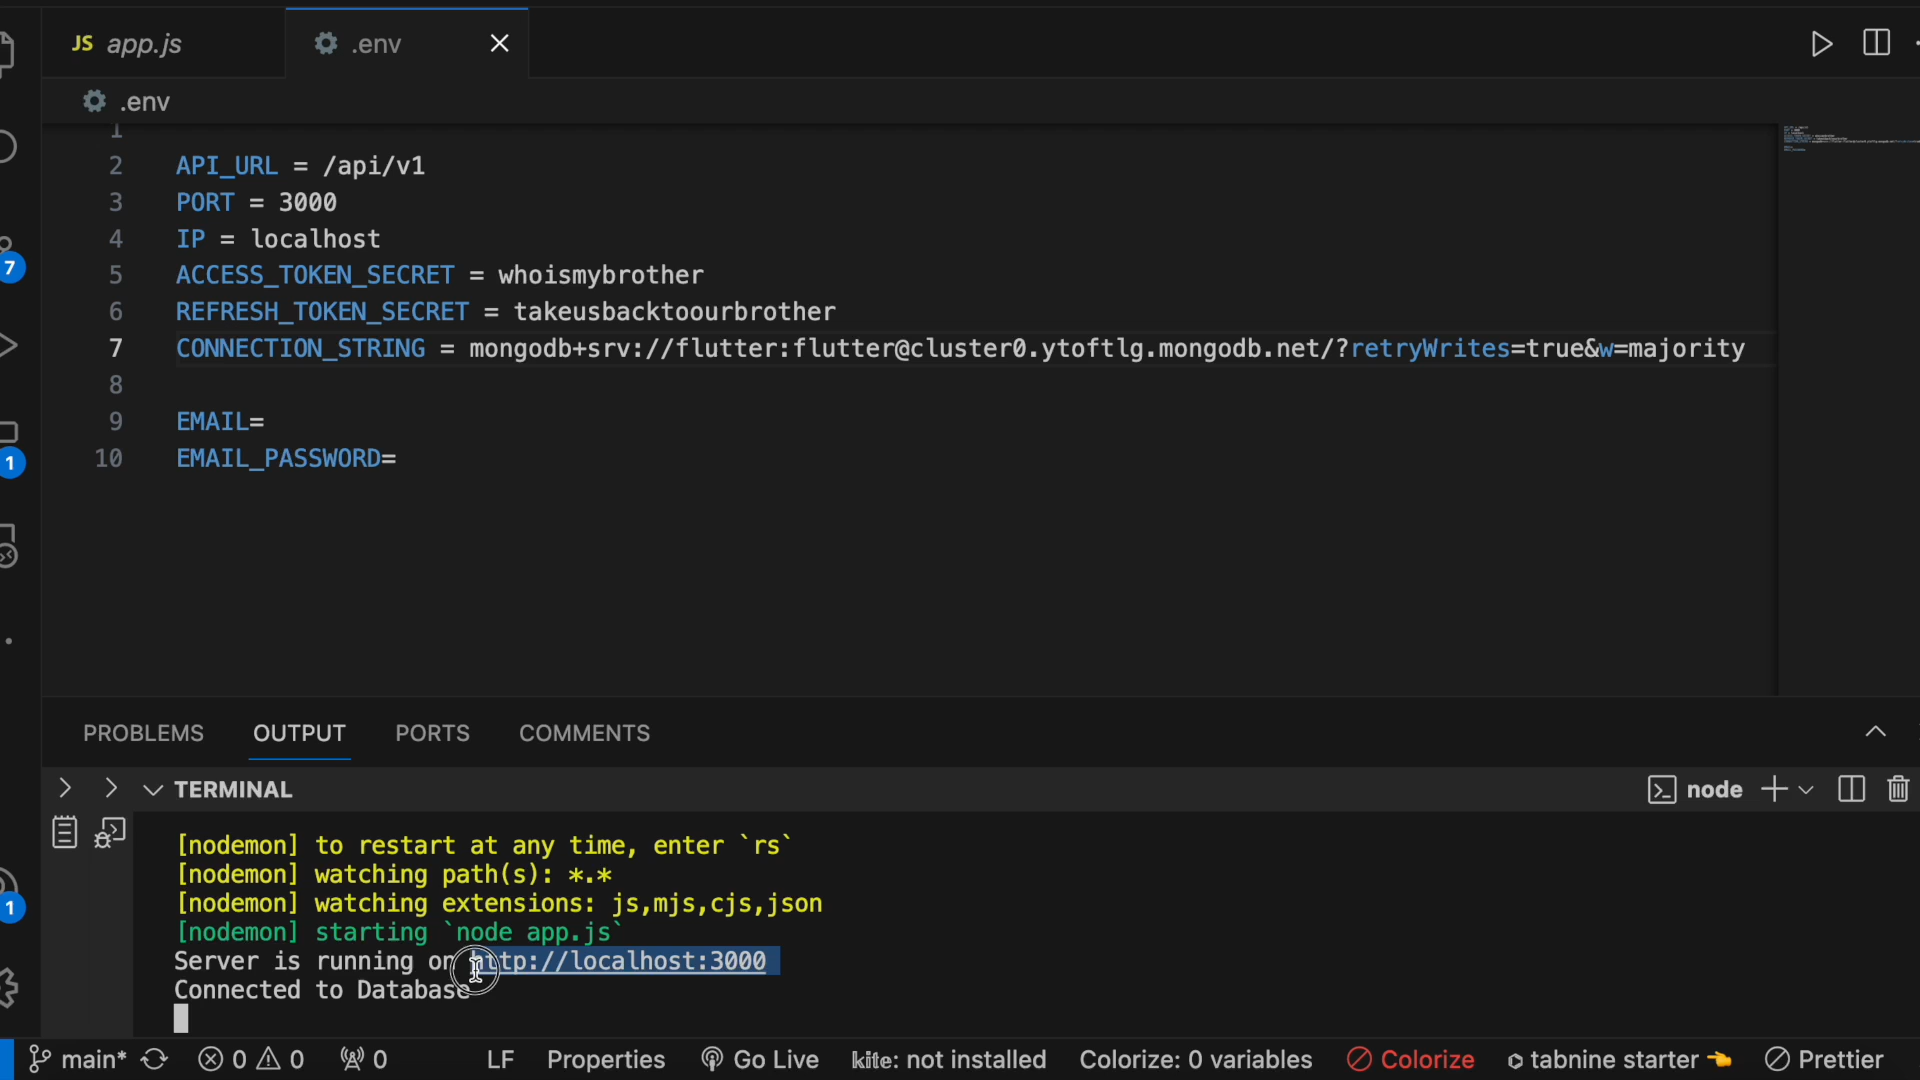 JS app.js
.env
.env
1
2 API_URL = /api/v1
3 PORT = 3000
4 IP = localhost
5 ACCESS_TOKEN_SECRET = whoismybrother
6 REFRESH_TOKEN_SECRET = takeusbacktoourbrother
7 CONNECTION_STRING = mongodb+srv://flutter:flutter@cluster0.ytoftlg.mongodb.net/?retryWrites=true&w=majority
8
9 EMAIL=
10 EMAIL_PASSWORD=
7
1
1
PROBLEMS OUTPUT PORTS COMMENTS
TERMINAL
node
[nodemon] to restart at any time, enter `rs`
[nodemon] watching path(s): *.*
[nodemon] watching extensions: js,mjs,cjs,json
[nodemon] starting `node app.js`
Server is running on http://localhost:3000
Connected to Database
main* 0 0 0 LF Properties Go Live kite: not installed Colorize: 0 variables Colorize tabnine starter Prettier